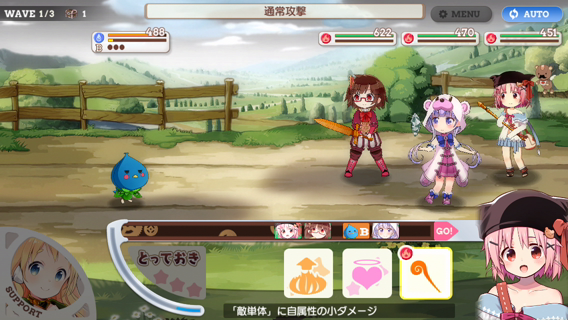 WAVE 1/3 1
通常攻撃
MENU
AUTO
488
B
622
470
451
B
GO!
とっておき
SUPPORT
「敵単体」に自属性の小ダメージ